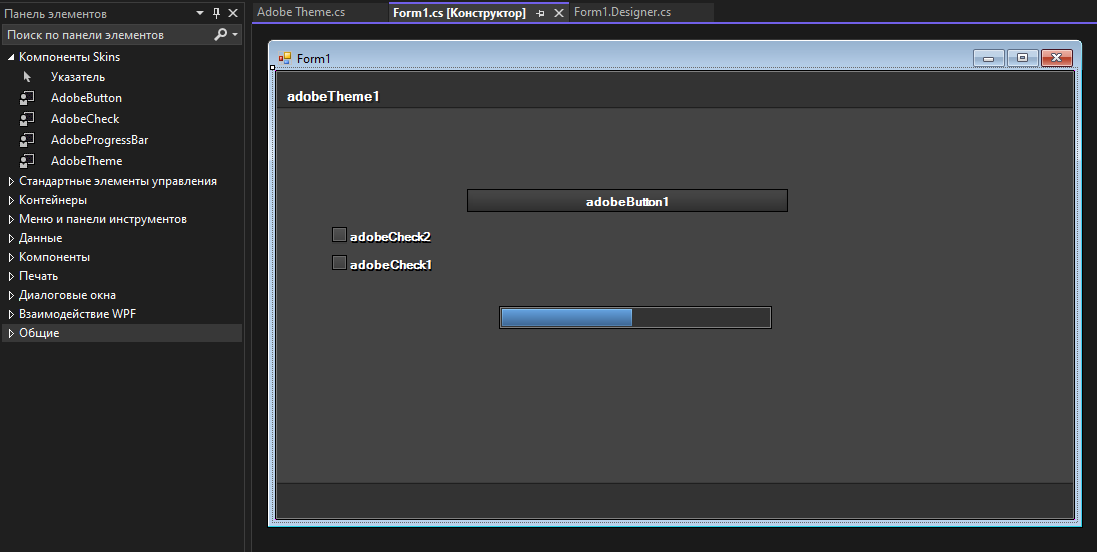 Панель элементов
Поиск по панели элементов
Компоненты Skins
Указатель
AdobeButton
AdobeCheck
AdobeProgressBar
AdobeTheme
Стандартные элементы управления
Контейнеры
Меню и панели инструментов
Данные
Компоненты
Печать
Диалоговые окна
Взаимодействие WPF
Общие
Adobe Theme.cs
Form1.cs [Конструктор]
Form1.Designer.cs
Form1
adobeTheme1
adobeButton1
adobeCheck2
adobeCheck1